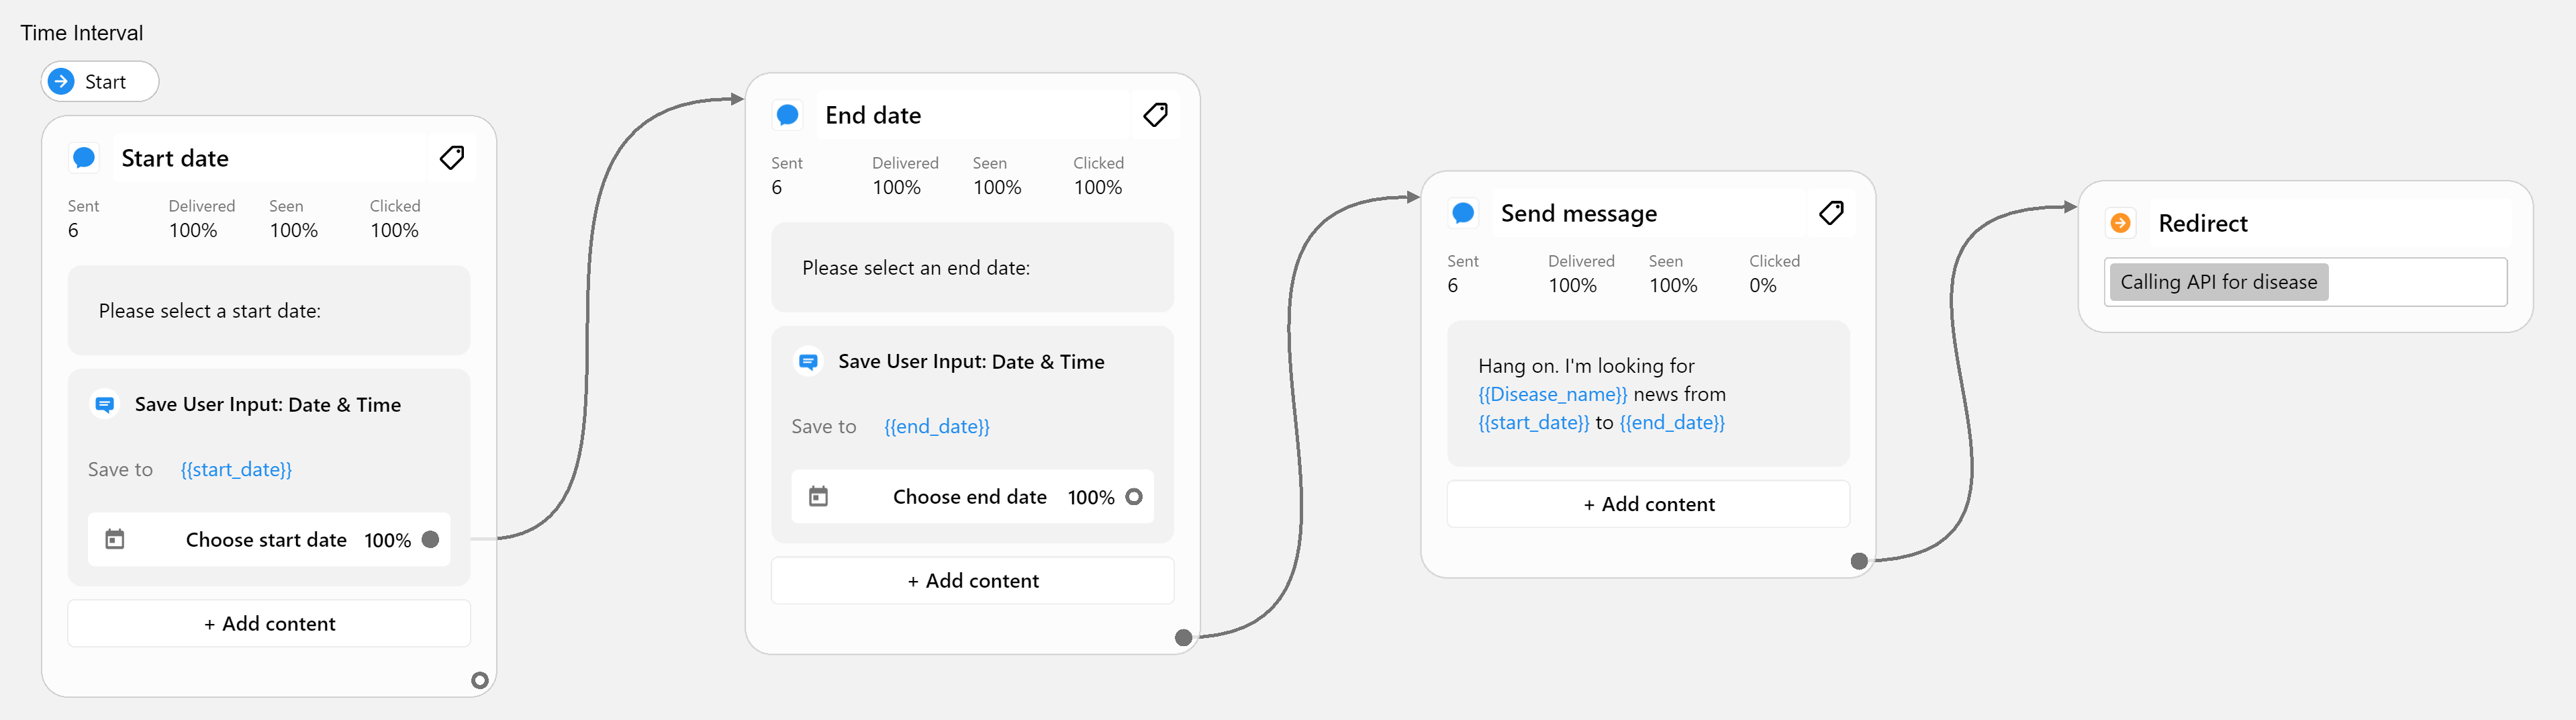 Time Interval
Start
Start date
Sent Delivered Seen Clicked
6 100% 100% 100%
Please select a start date:
Save User Input: Date & Time
Save to {{start_date}}
Choose start date 100%
+ Add content
End date
Sent Delivered Seen Clicked
6 100% 100% 100%
Please select an end date:
Save User Input: Date & Time
Save to {{end_date}}
Choose end date 100%
+ Add content
Send message
Sent Delivered Seen Clicked
6 100% 100% 0%
Hang on. I'm looking for
{{Disease_name}} news from
{{start_date}} to {{end_date}}
+ Add content
Redirect
Calling API for disease